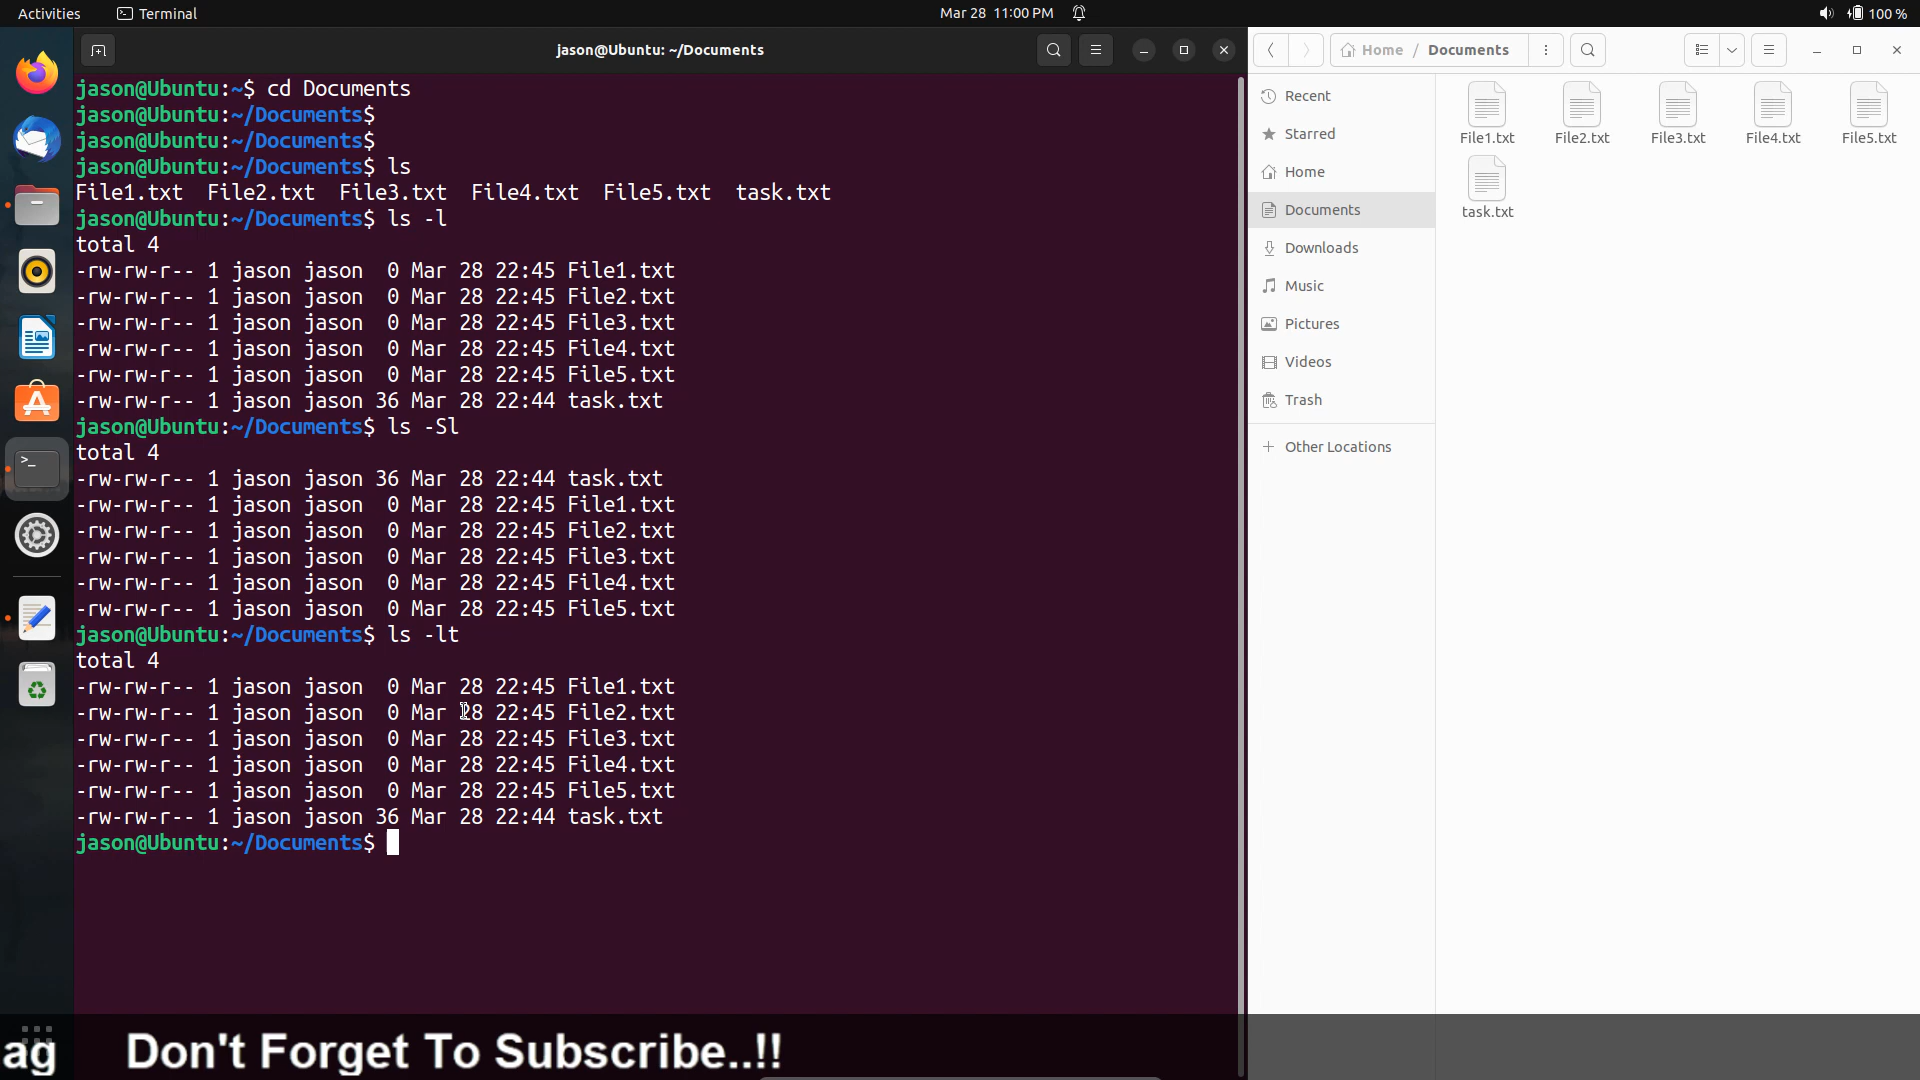 Activities Terminal Mar 28 11:00 PM 100 %
jason@Ubuntu: ~/Documents
jason@Ubuntu:~$ cd Documents
jason@Ubuntu:~/Documents$
jason@Ubuntu:~/Documents$
jason@Ubuntu:~/Documents$ ls
File1.txt  File2.txt  File3.txt  File4.txt  File5.txt  task.txt
jason@Ubuntu:~/Documents$ ls -l
total 4
-rw-rw-r-- 1 jason jason  0 Mar 28 22:45 File1.txt
-rw-rw-r-- 1 jason jason  0 Mar 28 22:45 File2.txt
-rw-rw-r-- 1 jason jason  0 Mar 28 22:45 File3.txt
-rw-rw-r-- 1 jason jason  0 Mar 28 22:45 File4.txt
-rw-rw-r-- 1 jason jason  0 Mar 28 22:45 File5.txt
-rw-rw-r-- 1 jason jason 36 Mar 28 22:44 task.txt
jason@Ubuntu:~/Documents$ ls -Sl
total 4
-rw-rw-r-- 1 jason jason 36 Mar 28 22:44 task.txt
-rw-rw-r-- 1 jason jason  0 Mar 28 22:45 File1.txt
-rw-rw-r-- 1 jason jason  0 Mar 28 22:45 File2.txt
-rw-rw-r-- 1 jason jason  0 Mar 28 22:45 File3.txt
-rw-rw-r-- 1 jason jason  0 Mar 28 22:45 File4.txt
-rw-rw-r-- 1 jason jason  0 Mar 28 22:45 File5.txt
jason@Ubuntu:~/Documents$ ls -lt
total 4
-rw-rw-r-- 1 jason jason  0 Mar 28 22:45 File1.txt
-rw-rw-r-- 1 jason jason  0 Mar 28 22:45 File2.txt
-rw-rw-r-- 1 jason jason  0 Mar 28 22:45 File3.txt
-rw-rw-r-- 1 jason jason  0 Mar 28 22:45 File4.txt
-rw-rw-r-- 1 jason jason  0 Mar 28 22:45 File5.txt
-rw-rw-r-- 1 jason jason 36 Mar 28 22:44 task.txt
jason@Ubuntu:~/Documents$
Home / Documents
Recent
Starred
Home
Documents
Downloads
Music
Pictures
Videos
Trash
+ Other Locations
File1.txt File2.txt File3.txt File4.txt File5.txt
task.txt
ag Don't Forget To Subscribe..!!